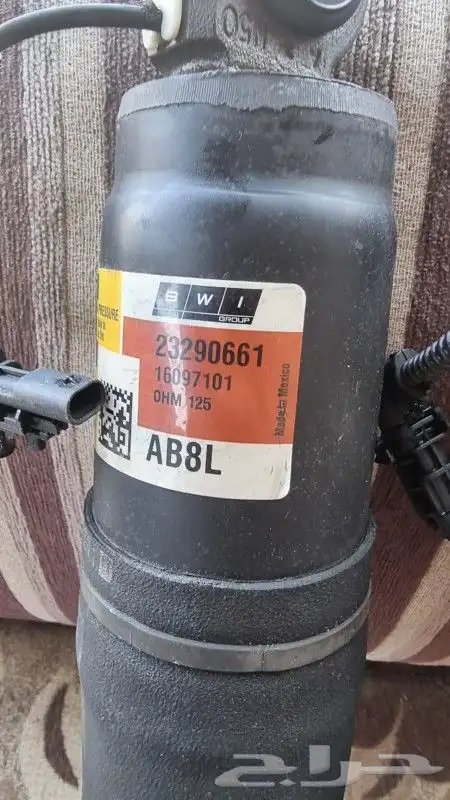 PRESSURE
BWI
GROUP
23290661
16097101
OHM 125
Made in Mexico
AB8L
حراج